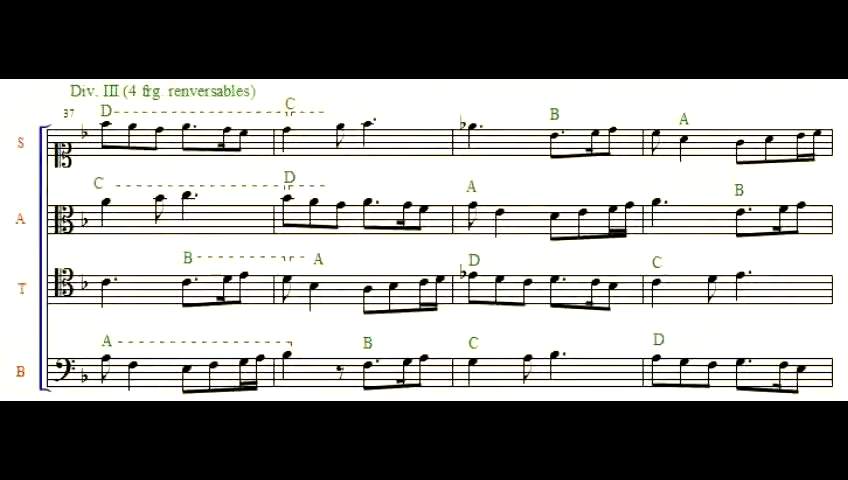 Div. III (4 frg. renversables)
37 D C B A
S
C D A B
A
B A D C
T
A B C D
B